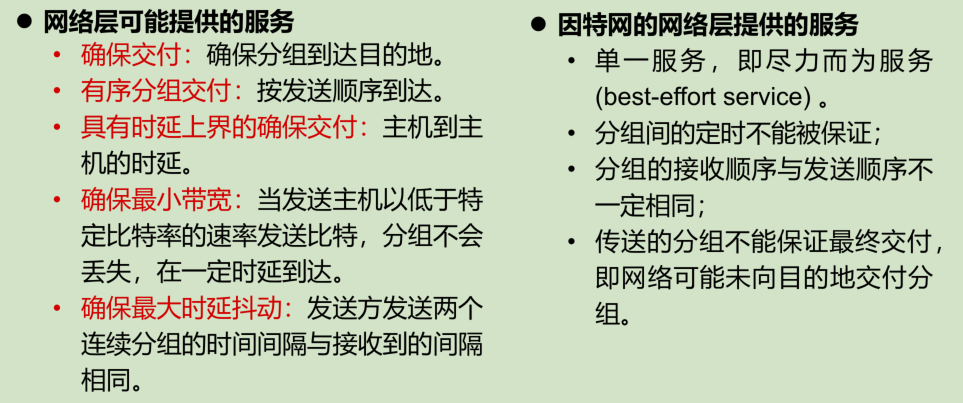 ● 网络层可能提供的服务
• 确保交付：确保分组到达目的地。
• 有序分组交付：按发送顺序到达。
• 具有时延上界的确保交付：主机到主
机的时延。
• 确保最小带宽：当发送主机以低于特
定比特率的速率发送比特，分组不会
丢失，在一定时延到达。
• 确保最大时延抖动：发送方发送两个
连续分组的时间间隔与接收到的间隔
相同。
● 因特网的网络层提供的服务
• 单一服务，即尽力而为服务
(best-effort service) 。
• 分组间的定时不能被保证；
• 分组的接收顺序与发送顺序不
一定相同；
• 传送的分组不能保证最终交付，
即网络可能未向目的地交付分
组。